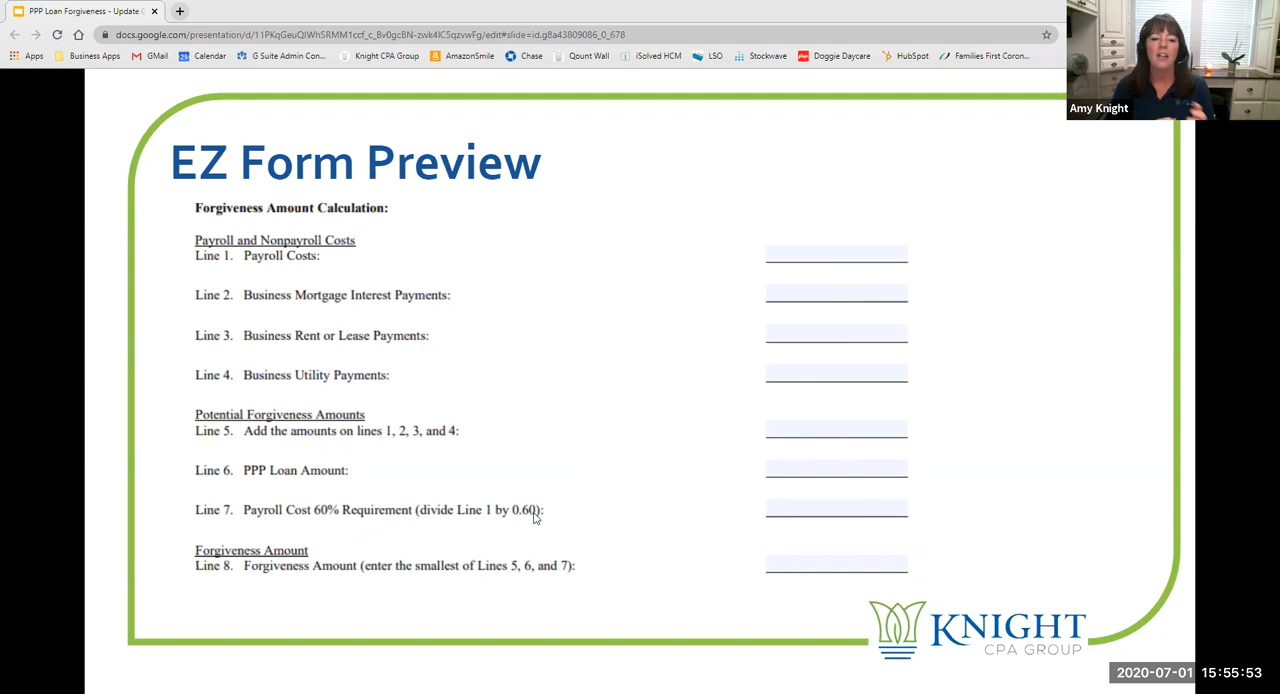 PPP Loan Forgiveness - Update
docs.google.com/presentation/d/11PKqGeuQIWhSRMM1ccf_c_Bv0gcBN-zwk4IC5qzvwFg/edit#slide=id.g8a43809086_0_678
Apps Business Apps GMail Calendar G Suite Admin Con... Knight CPA Group AmazonSmile Chase Qount Wall iSolved HCM LSO Stockwave Doggie Daycare HubSpot Families First Coron...
Amy Knight
EZ Form Preview
Forgiveness Amount Calculation:
Payroll and Nonpayroll Costs
Line 1. Payroll Costs:
Line 2. Business Mortgage Interest Payments:
Line 3. Business Rent or Lease Payments:
Line 4. Business Utility Payments:
Potential Forgiveness Amounts
Line 5. Add the amounts on lines 1, 2, 3, and 4:
Line 6. PPP Loan Amount:
Line 7. Payroll Cost 60% Requirement (divide Line 1 by 0.60):
Forgiveness Amount
Line 8. Forgiveness Amount (enter the smallest of Lines 5, 6, and 7):
KNIGHT
CPA GROUP
2020-07-01 15:55:53